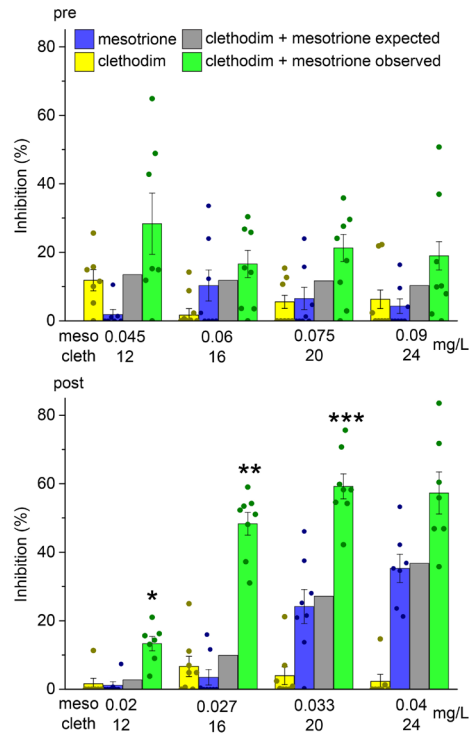 pre
mesotrione clethodim + mesotrione expected
clethodim clethodim + mesotrione observed
80
60
40
20
0
Inhibition (%)
meso 0.045 0.06 0.075 0.09 mg/L
cleth 12 16 20 24
post
80
60
40
20
0
Inhibition (%)
*
**
***
meso 0.02 0.027 0.033 0.04 mg/L
cleth 12 16 20 24